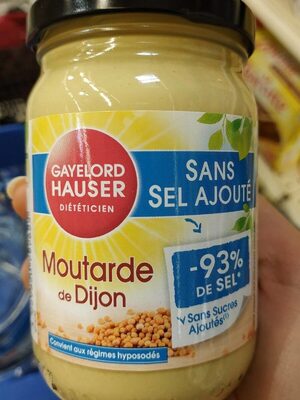 GAYELORD
HAUSER
DIÉTÉTICIEN
SANS
SEL AJOUTÉ
-93%
DE SEL*
Sans Sucres
Ajoutés(1)
Moutarde
de Dijon
Convient aux régimes hyposodés